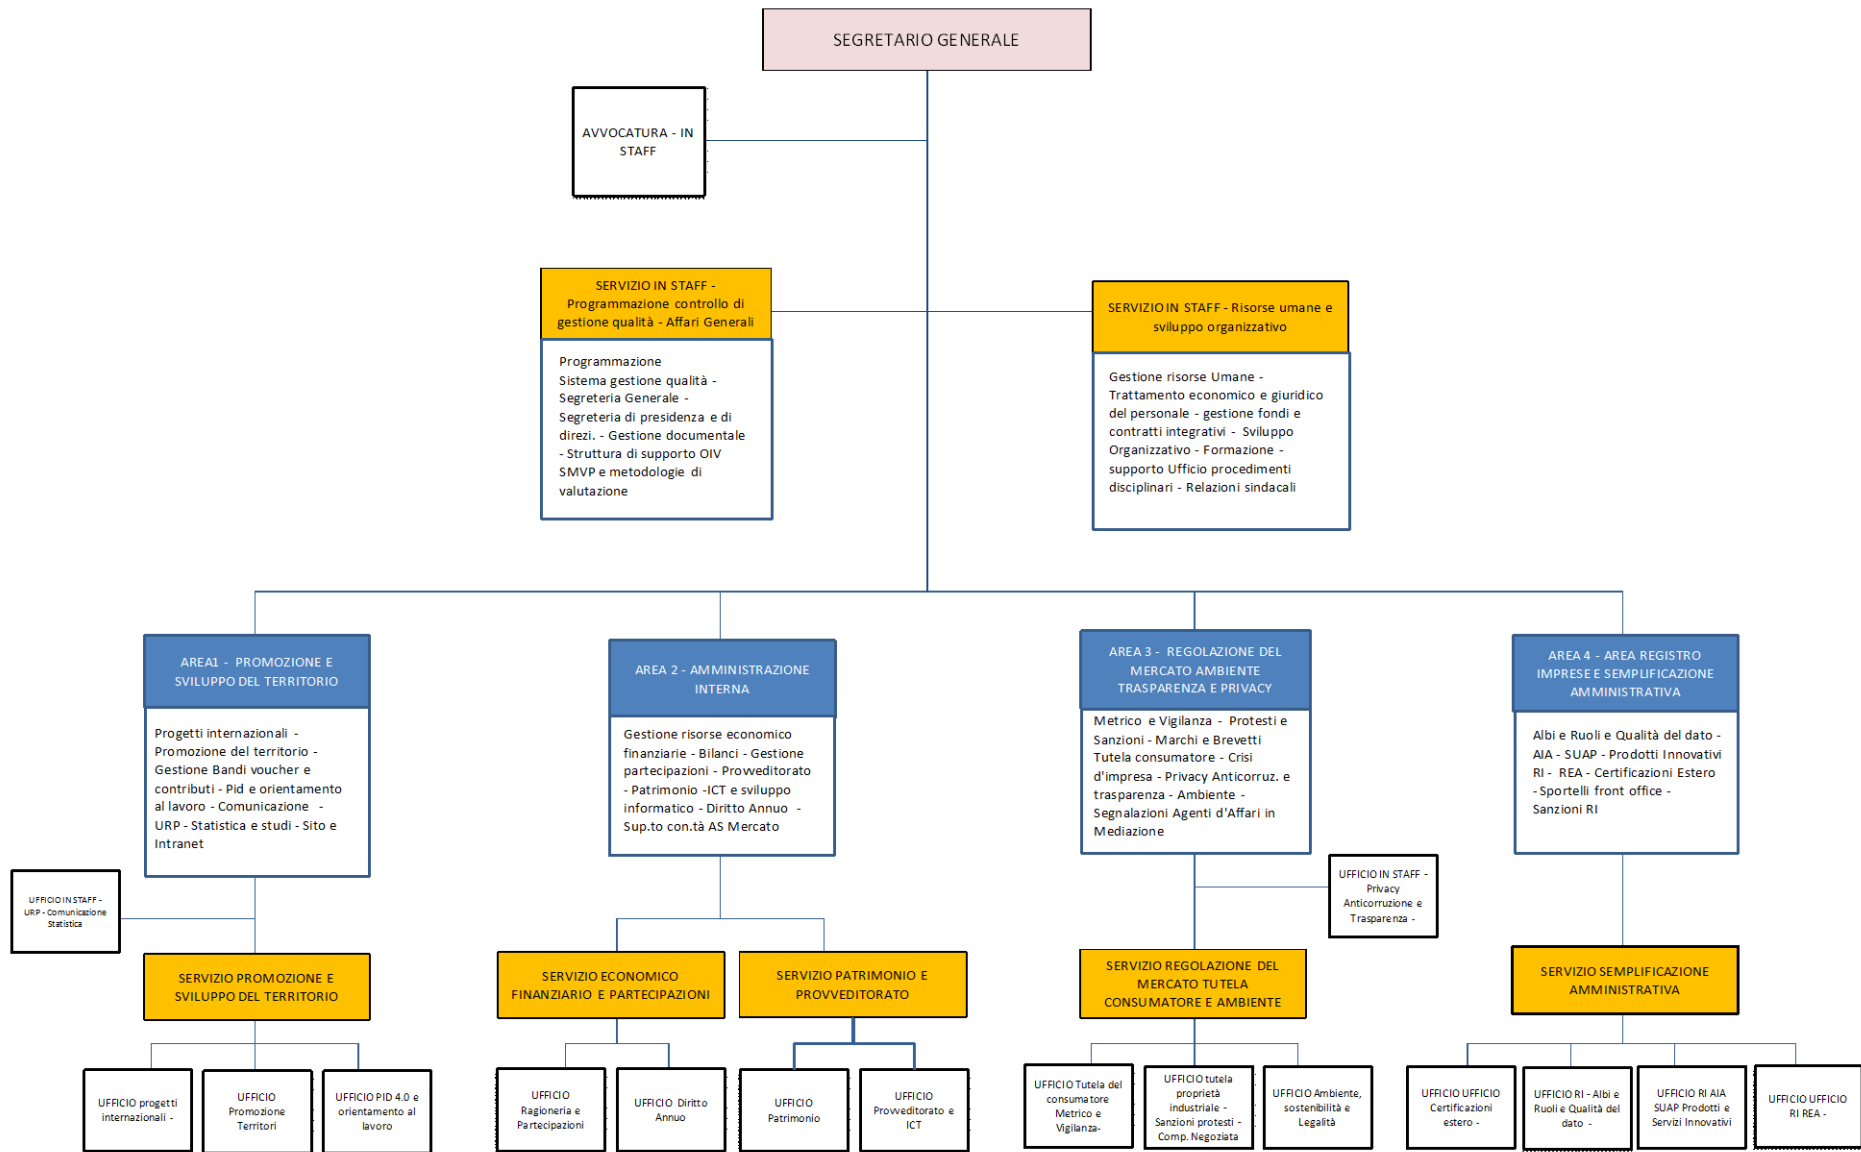 SEGRETARIO GENERALE
AVVOCATURA - IN
STAFF
SERVIZIO IN STAFF -
Programmazione controllo di
gestione qualità - Affari Generali
Programmazione
Sistema gestione qualità -
Segreteria Generale -
Segreteria di presidenza e di
direzi. - Gestione documentale
- Struttura di supporto OIV
SMVP e metodologie di
valutazione
SERVIZIO IN STAFF - Risorse umane e
sviluppo organizzativo
Gestione risorse Umane -
Trattamento economico e giuridico
del personale - gestione fondi e
contratti integrativi - Sviluppo
Organizzativo - Formazione -
supporto Ufficio procedimenti
disciplinari - Relazioni sindacali
AREA1 - PROMOZIONE E
SVILUPPO DEL TERRITORIO
Progetti internazionali -
Promozione del territorio -
Gestione Bandi voucher e
contributi - Pid e orientamento
al lavoro - Comunicazione -
URP - Statistica e studi - Sito e
Intranet
AREA 2 - AMMINISTRAZIONE
INTERNA
Gestione risorse economico
finanziarie - Bilanci - Gestione
partecipazioni - Provveditorato
- Patrimonio -ICT e sviluppo
informatico - Diritto Annuo -
Sup.to con.tà AS Mercato
AREA 3 - REGOLAZIONE DEL
MERCATO AMBIENTE
TRASPARENZA E PRIVACY
Metrico e Vigilanza - Protesti e
Sanzioni - Marchi e Brevetti
Tutela consumatore - Crisi
d'impresa - Privacy Anticorruz. e
trasparenza - Ambiente -
Segnalazioni Agenti d'Affari in
Mediazione
AREA 4 - AREA REGISTRO
IMPRESE E SEMPLIFICAZIONE
AMMINISTRATIVA
Albi e Ruoli e Qualità del dato -
AIA - SUAP - Prodotti Innovativi
RI - REA - Certificazioni Estero
- Sportelli front office -
Sanzioni RI
UFFICIO IN STAFF -
URP - Comunicazione
Statistica
UFFICIO IN STAFF -
Privacy
Anticorruzione e
Trasparenza -
SERVIZIO PROMOZIONE E
SVILUPPO DEL TERRITORIO
SERVIZIO ECONOMICO
FINANZIARIO E PARTECIPAZIONI
SERVIZIO PATRIMONIO E
PROVVEDITORATO
SERVIZIO REGOLAZIONE DEL
MERCATO TUTELA
CONSUMATORE E AMBIENTE
SERVIZIO SEMPLIFICAZIONE
AMMINISTRATIVA
UFFICIO progetti
internazionali -
UFFICIO
Promozione
Territori
UFFICIO PID 4.0 e
orientamento al
lavoro
UFFICIO
Ragioneria e
Partecipazioni
UFFICIO Diritto
Annuo
UFFICIO
Patrimonio
UFFICIO
Provveditorato e
ICT
UFFICIO Tutela del
consumatore
Metrico e
Vigilanza-
UFFICIO tutela
proprietà
industriale -
Sanzioni protesti -
Comp. Negoziata
UFFICIO Ambiente,
sostenibilità e
Legalità
UFFICIO UFFICIO
Certificazioni
estero -
UFFICIO RI - Albi e
Ruoli e Qualità del
dato -
UFFICIO RI AIA
SUAP Prodotti e
Servizi Innovativi
UFFICIO UFFICIO
RI REA -